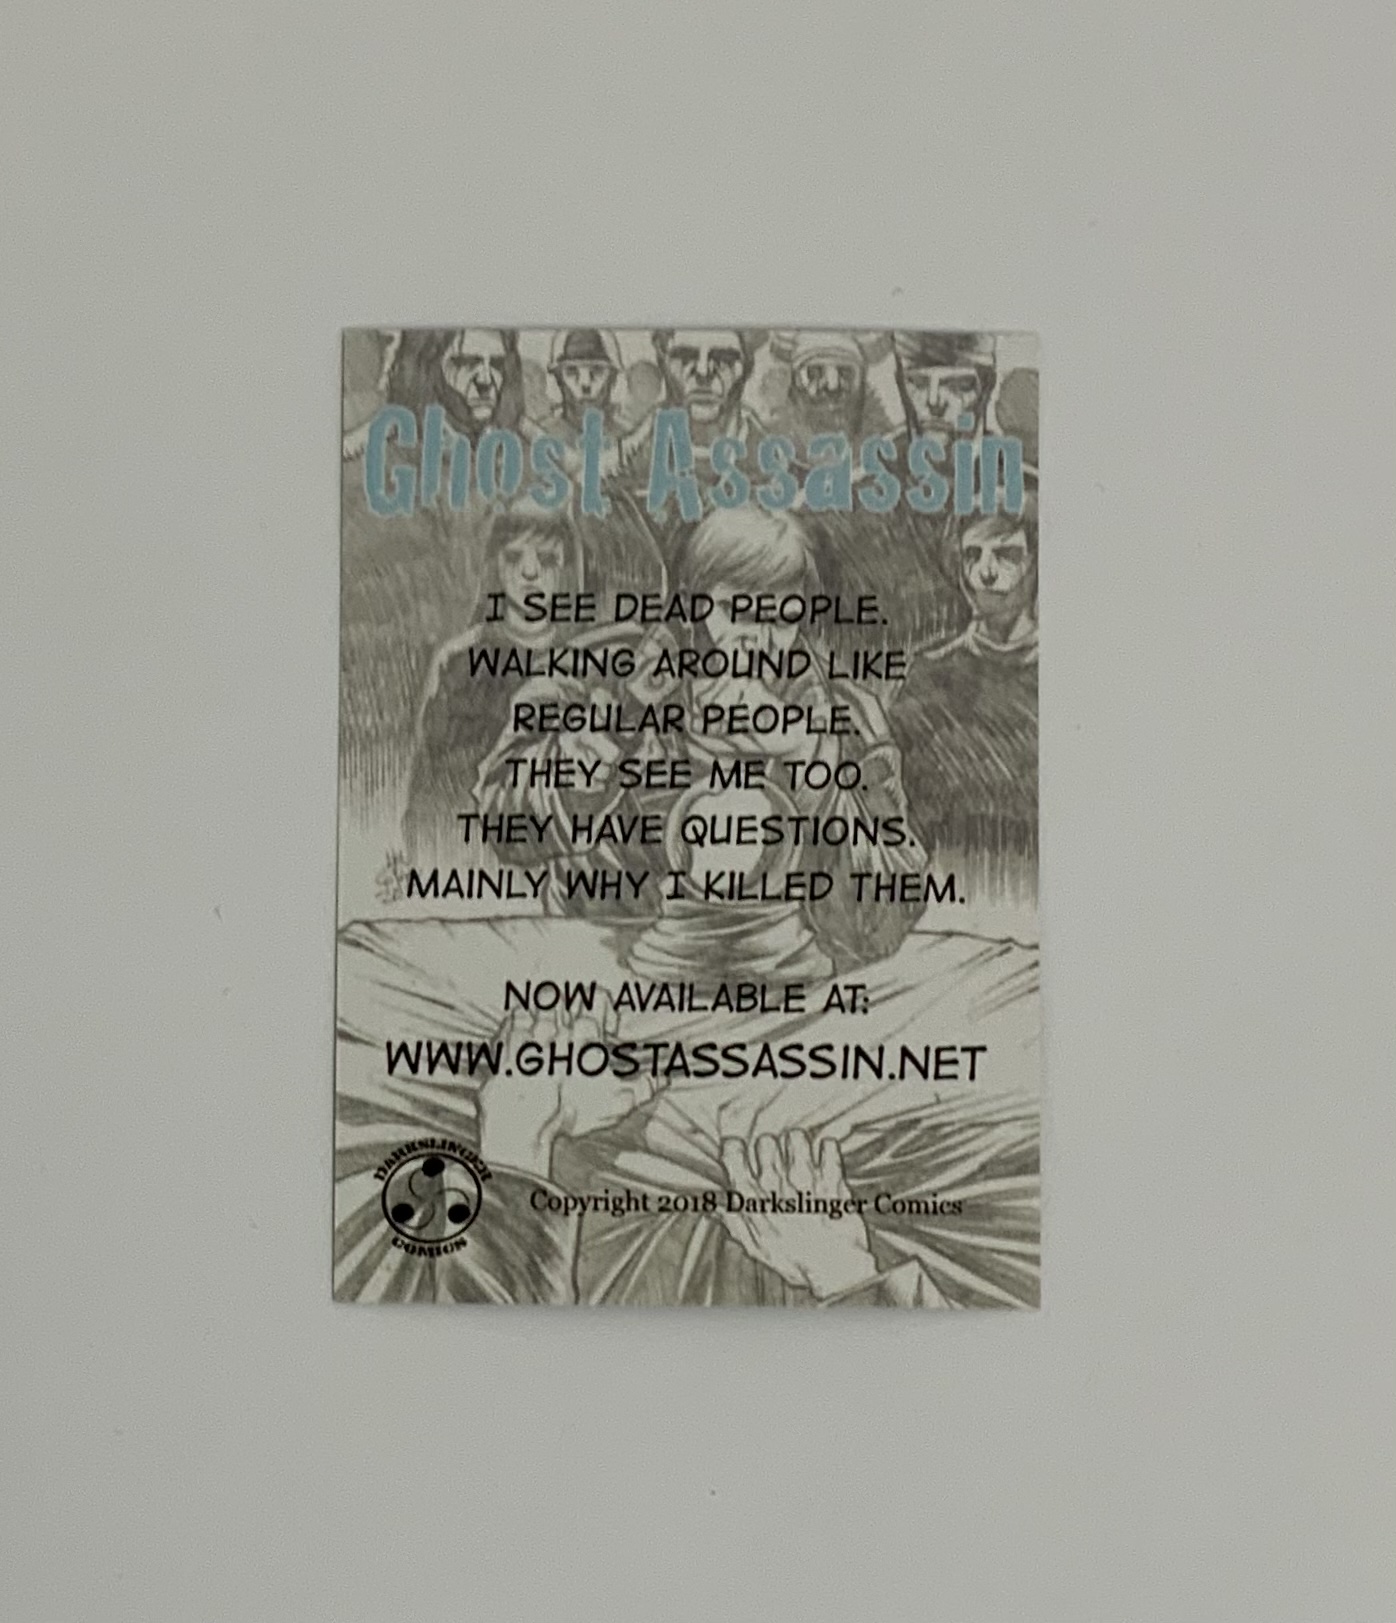 Ghost Assassin
I SEE DEAD PEOPLE.
WALKING AROUND LIKE
REGULAR PEOPLE.
THEY SEE ME TOO.
THEY HAVE QUESTIONS.
MAINLY WHY I KILLED THEM.
NOW AVAILABLE AT:
WWW.GHOSTASSASSIN.NET
DARKSLINGER
COMICS
Copyright 2018 Darkslinger Comics